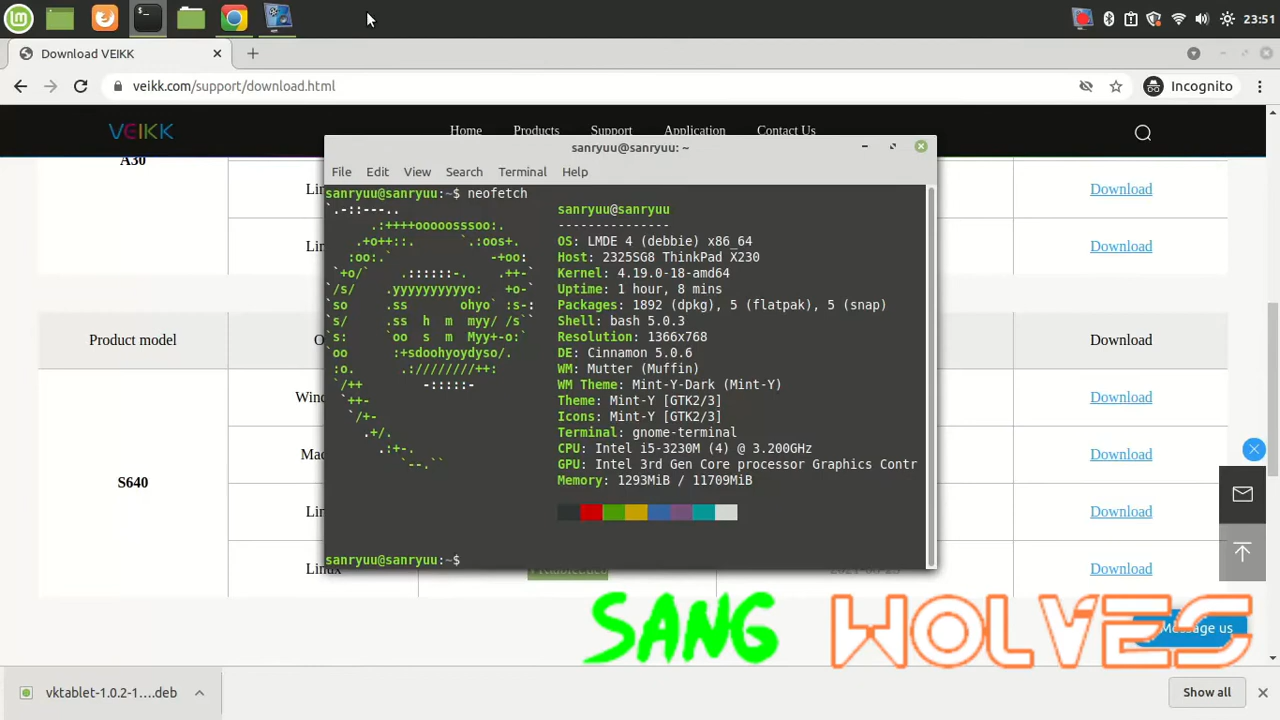 23:51
Download VEIKK
veikk.com/support/download.html
Incognito
VEIKK
Home
Products
Support
Application
Contact Us
A30
Download
Download
Product model
Download
Download
Download
S640
Download
Linux
Download
sanryuu@sanryuu: ~
File Edit View Search Terminal Help
sanryuu@sanryuu:~$ neofetch
sanryuu@sanryuu
---------------
OS: LMDE 4 (debbie) x86_64
Host: 2325SG8 ThinkPad X230
Kernel: 4.19.0-18-amd64
Uptime: 1 hour, 8 mins
Packages: 1892 (dpkg), 5 (flatpak), 5 (snap)
Shell: bash 5.0.3
Resolution: 1366x768
DE: Cinnamon 5.0.6
WM: Mutter (Muffin)
WM Theme: Mint-Y-Dark (Mint-Y)
Theme: Mint-Y [GTK2/3]
Icons: Mint-Y [GTK2/3]
Terminal: gnome-terminal
CPU: Intel i5-3230M (4) @ 3.200GHz
GPU: Intel 3rd Gen Core processor Graphics Contr
Memory: 1293MiB / 11709MiB
sanryuu@sanryuu:~$
SANG WOLVES
Message us
vktablet-1.0.2-1....deb
Show all